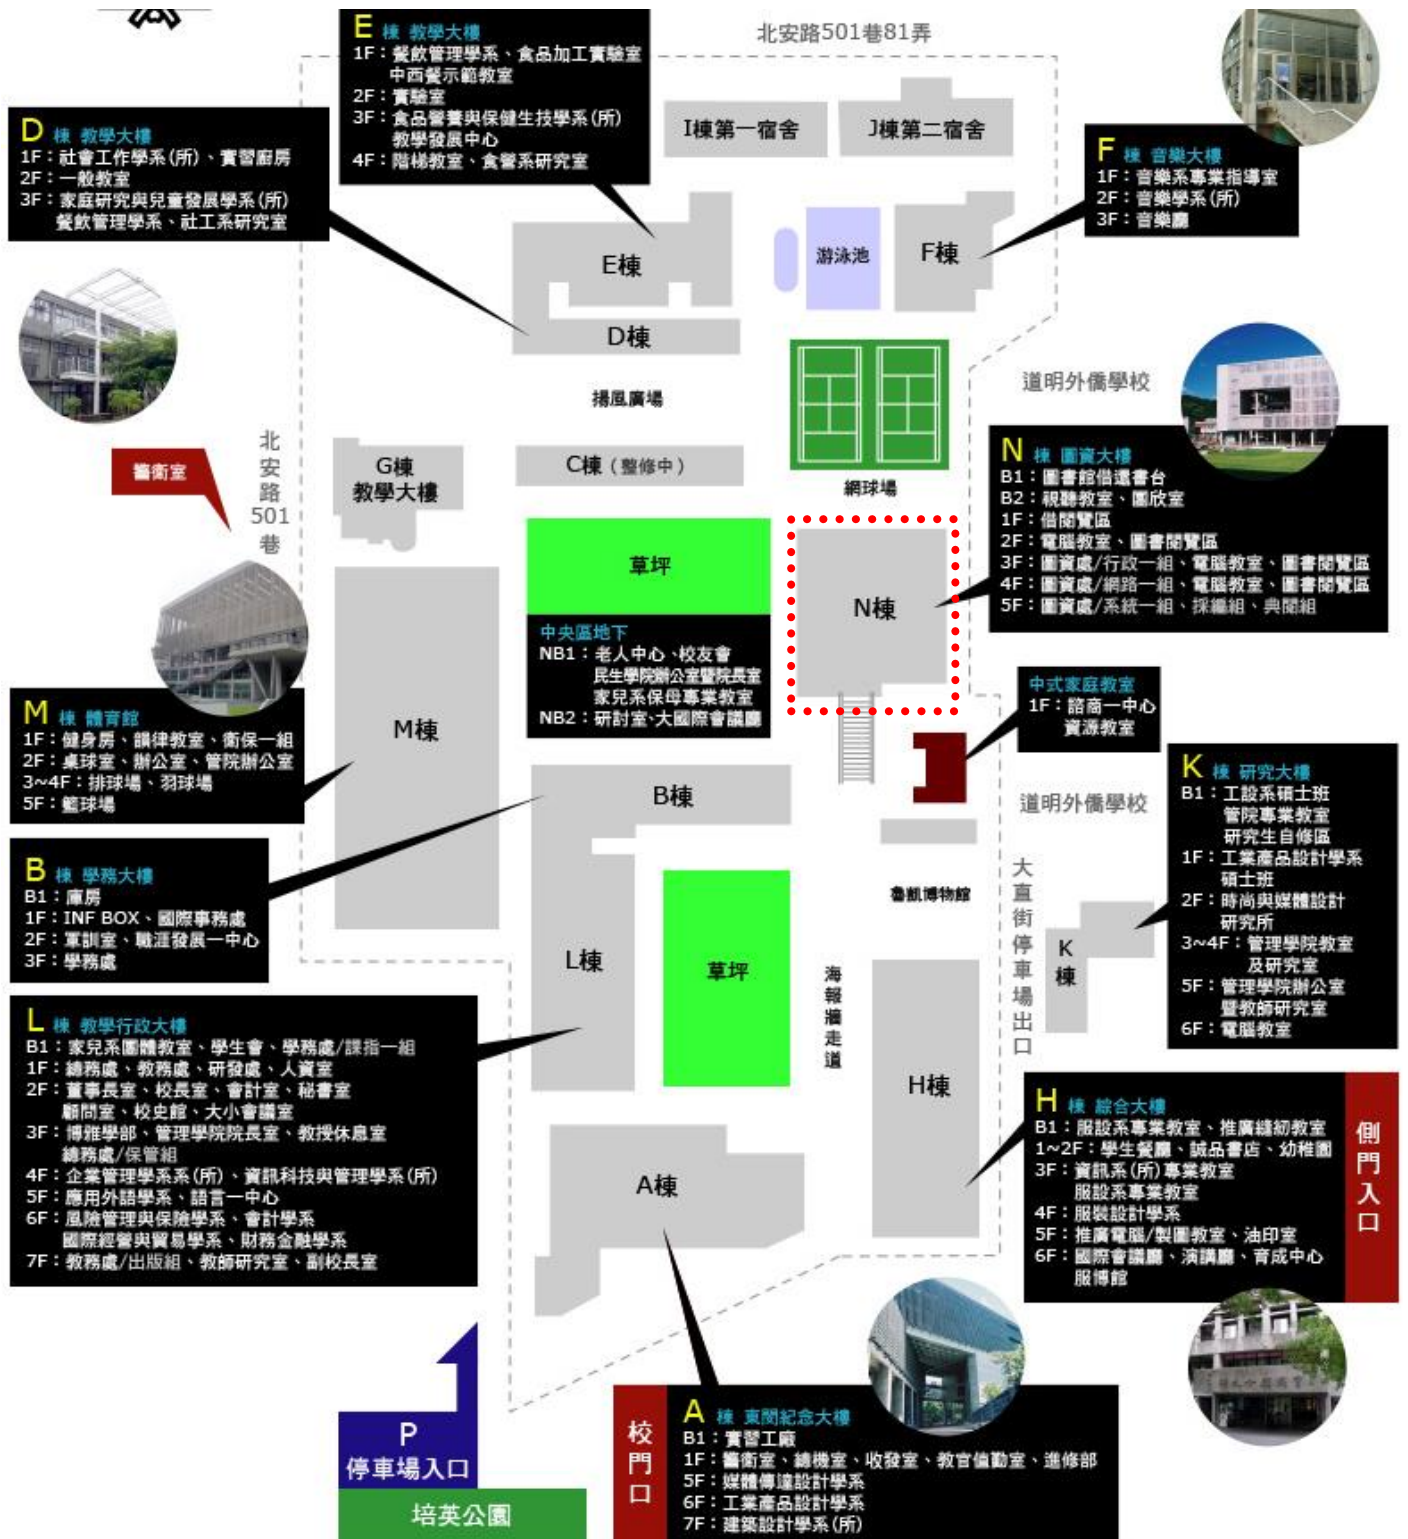 北安路501巷81弄
E 棟 教學大樓
1F：餐飲管理學系、食品加工實驗室
中西餐示範教室
2F：實驗室
3F：食品營養與保健生技學系(所)
教學發展中心
4F：階梯教室、食營系研究室
D 棟 教學大樓
1F：社會工作學系(所)、實習廚房
2F：一般教室
3F：家庭研究與兒童發展學系(所)
餐飲管理學系、社工系研究室
I棟第一宿舍
J棟第二宿舍
F 棟 音樂大樓
1F：音樂系專業指導室
2F：音樂學系(所)
3F：音樂廳
E棟
游泳池
F棟
D棟
揚風廣場
道明外僑學校
北安路501巷
警衛室
G棟
教學大樓
C棟（整修中）
網球場
N 棟 圖資大樓
B1：圖書館借還書台
B2：視聽教室、團欣室
1F：借閱覽區
2F：電腦教室、圖書閱覽區
3F：圖資處/行政一組、電腦教室、圖書閱覽區
4F：圖資處/網路一組、電腦教室、圖書閱覽區
5F：圖資處/系統一組、採編組、典閱組
草坪
N棟
中央區地下
NB1：老人中心、校友會
民生學院辦公室暨院長室
家兒系保母專業教室
NB2：研討室、大國際會議廳
中式家庭教室
1F：諮商一中心
資源教室
M 棟 體育館
1F：健身房、韻律教室、衛保一組
2F：桌球室、辦公室、管院辦公室
3~4F：排球場、羽球場
5F：籃球場
M棟
B棟
道明外僑學校
K 棟 研究大樓
B1：工設系碩士班
管院專業教室
研究生自修區
1F：工業產品設計學系
碩士班
2F：時尚與媒體設計
研究所
3~4F：管理學院教室
及研究室
5F：管理學院辦公室
暨教師研究室
6F：電腦教室
B 棟 學務大樓
B1：庫房
1F：INF BOX、國際事務處
2F：軍訓室、職涯發展一中心
3F：學務處
魯凱博物館
大直街停車場出口
K棟
L棟
草坪
海報牆走道
H棟
L 棟 教學行政大樓
B1：家兒系團體教室、學生會、學務處/課指一組
1F：總務處、教務處、研發處、人資室
2F：董事長室、校長室、會計室、秘書室
顧問室、校史館、大小會議室
3F：博雅學部、管理學院院長室、教授休息室
總務處/保管組
4F：企業管理學系系(所)、資訊科技與管理學系(所)
5F：應用外語學系、語言一中心
6F：風險管理與保險學系、會計學系
國際經營與貿易學系、財務金融學系
7F：教務處/出版組、教師研究室、副校長室
H 棟 綜合大樓
B1：服設系專業教室、推廣縫紉教室
1~2F：學生餐廳、誠品書店、幼稚園
3F：資訊系(所)專業教室
服設系專業教室
4F：服裝設計學系
5F：推廣電腦/製圖教室、油印室
6F：國際會議廳、演講廳、育成中心
服博館
側門入口
A棟
P
停車場入口
培英公園
校門口
A 棟 東閔紀念大樓
B1：實習工廠
1F：警衛室、總機室、收發室、教官值勤室、進修部
5F：媒體傳達設計學系
6F：工業產品設計學系
7F：建築設計學系(所)